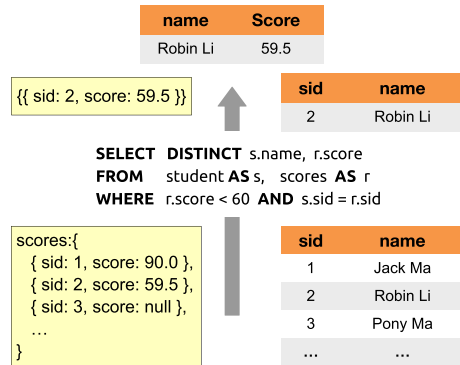 name Score
Robin Li 59.5
{{ sid: 2, score: 59.5 }}
sid name
2 Robin Li
SELECT DISTINCT s.name, r.score
FROM student AS s, scores AS r
WHERE r.score < 60 AND s.sid = r.sid
scores:{
{ sid: 1, score: 90.0 },
{ sid: 2, score: 59.5 },
{ sid: 3, score: null },
...
}
sid name
1 Jack Ma
2 Robin Li
3 Pony Ma
... ...